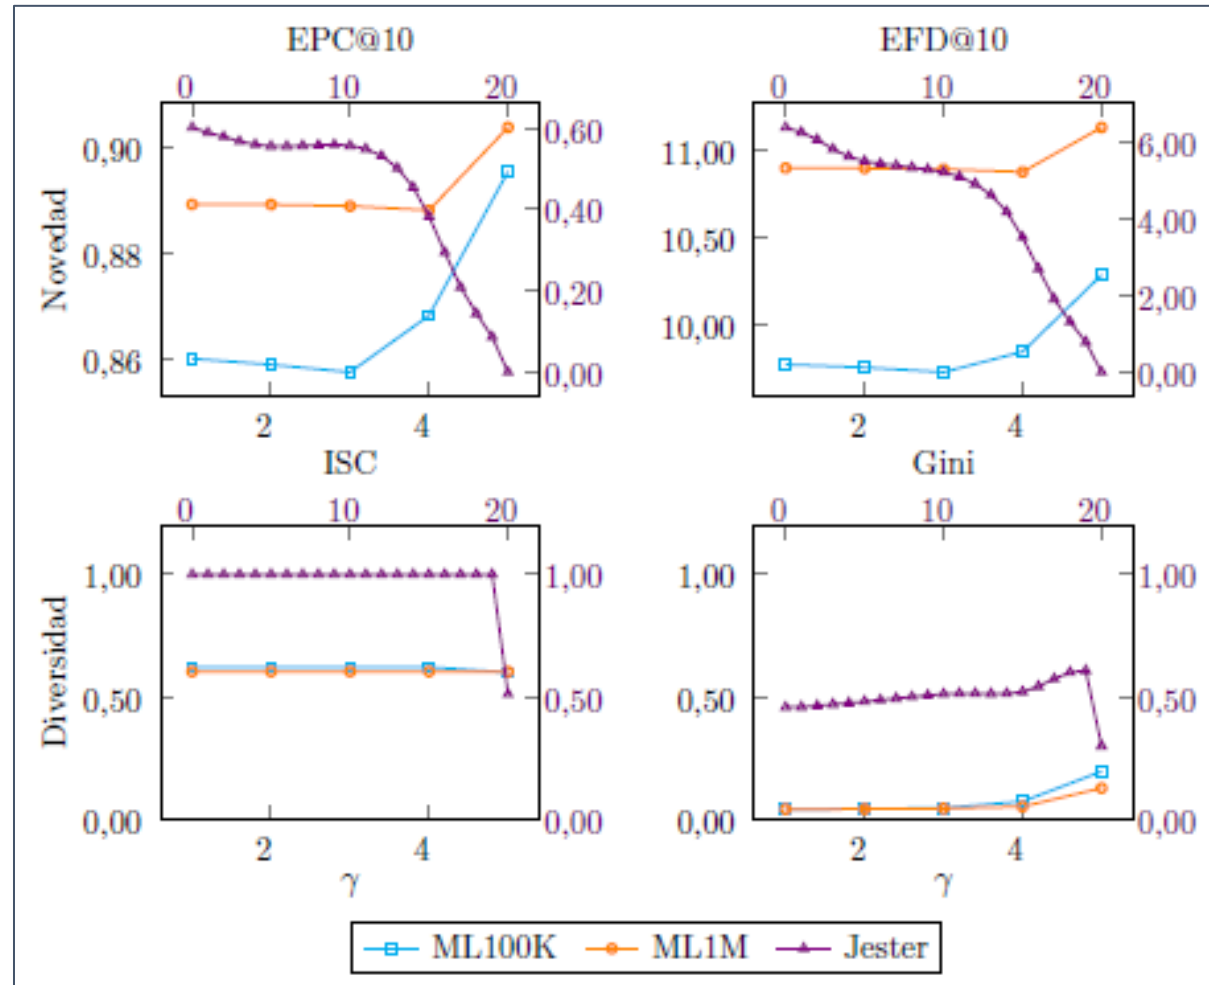 EPC@10 EFD@10
0 10 20 0 10 20
0,90 0,60 11,00 6,00
0,40 10,50 4,00
0,88 0,20 10,00 2,00
0,86 0,00 0,00
Novedad
2 4 2 4
ISC Gini
0 10 20 0 10 20
1,00 1,00 1,00 1,00
0,50 0,50 0,50 0,50
0,00 0,00 0,00 0,00
Diversidad
2 4 2 4
γ γ
ML100K ML1M Jester